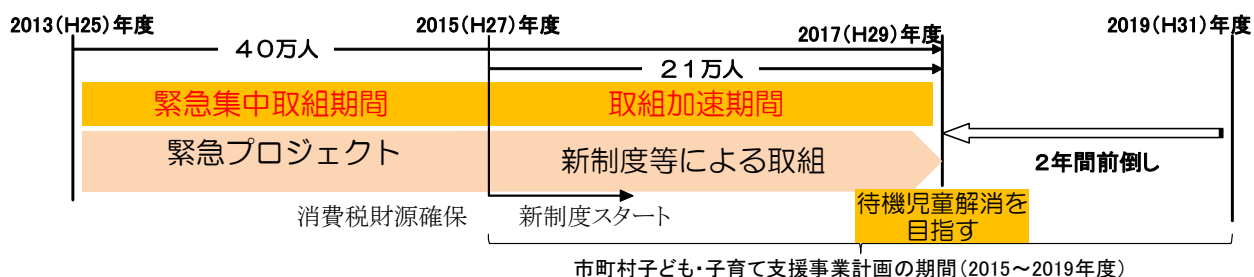 2013(H25)年度
2015(H27)年度
2017(H29)年度
2019(H31)年度
40万人
21万人
緊急集中取組期間
取組加速期間
緊急プロジェクト
新制度等による取組
2年間前倒し
消費税財源確保
新制度スタート
待機児童解消を
目指す
市町村子ども・子育て支援事業計画の期間(2015～2019年度)